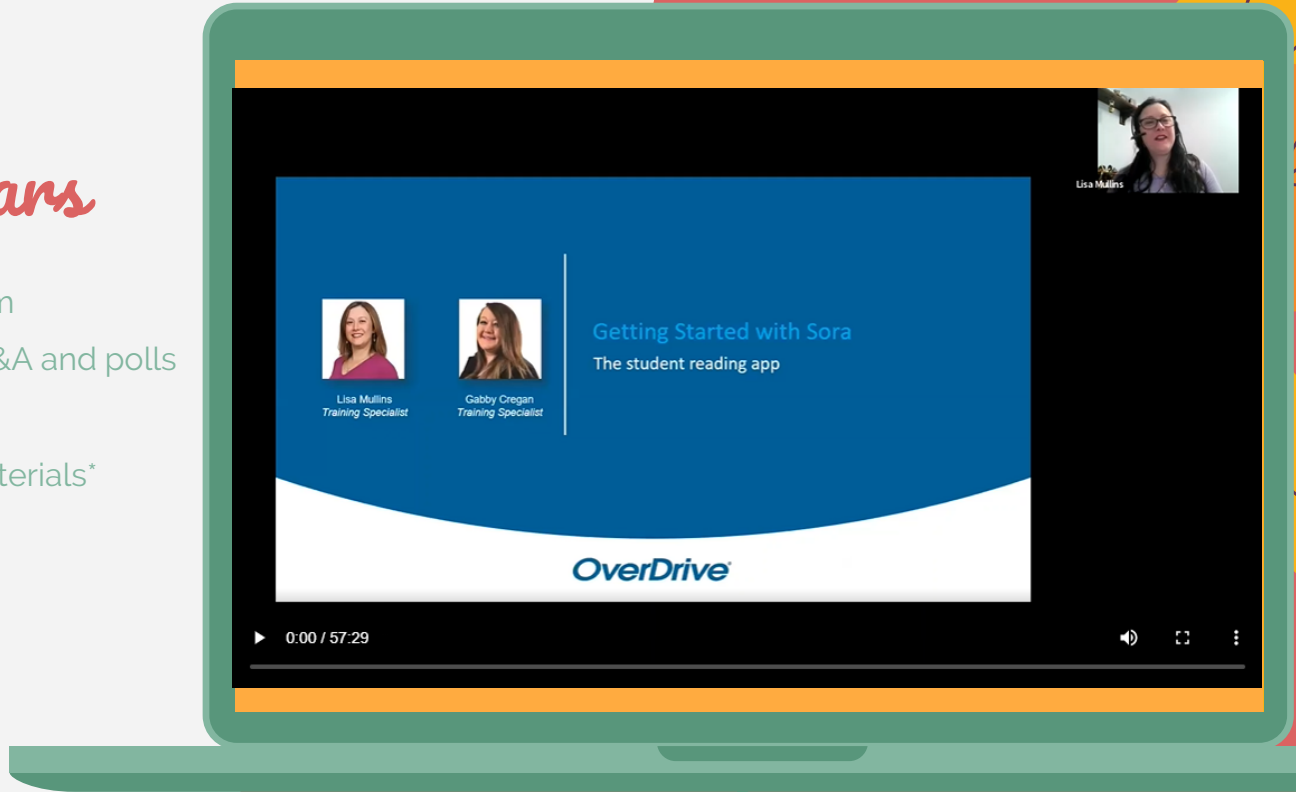 ars
m
&A and polls
terials*
Lisa Mullins
Getting Started with Sora
The student reading app
Lisa Mullins
Training Specialist
Gabby Cregan
Training Specialist
OverDrive®
0:00 / 57:29